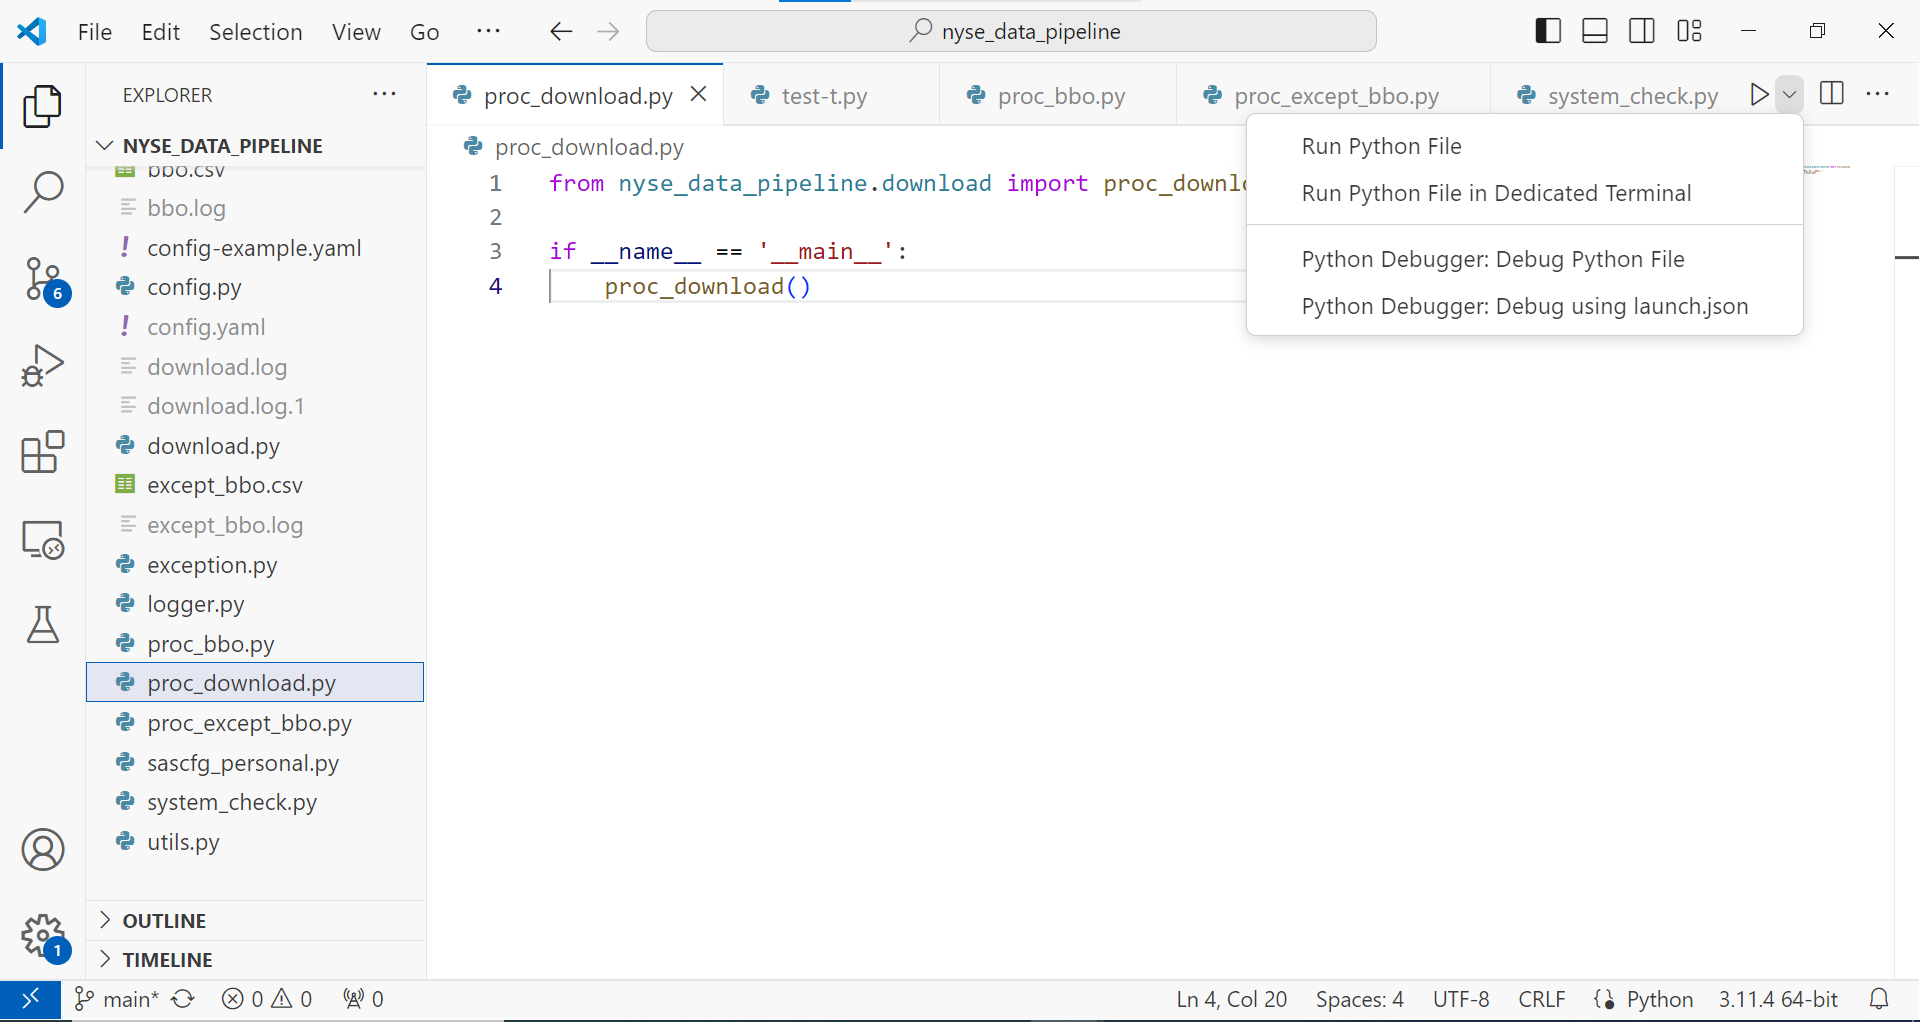 File Edit Selection View Go ··· nyse_data_pipeline
EXPLORER ···
NYSE_DATA_PIPELINE
bbo.csv
bbo.log
config-example.yaml
config.py
config.yaml
download.log
download.log.1
download.py
except_bbo.csv
except_bbo.log
exception.py
logger.py
proc_bbo.py
proc_download.py
proc_except_bbo.py
sascfg_personal.py
system_check.py
utils.py
OUTLINE
TIMELINE
6
1
proc_download.py test-t.py proc_bbo.py proc_except_bbo.py system_check.py ···
proc_download.py
1 from nyse_data_pipeline.download import proc_downl
2
3 if __name__ == '__main__':
4 proc_download()
Run Python File
Run Python File in Dedicated Terminal
Python Debugger: Debug Python File
Python Debugger: Debug using launch.json
main* 0 0 0 Ln 4, Col 20 Spaces: 4 UTF-8 CRLF Python 3.11.4 64-bit